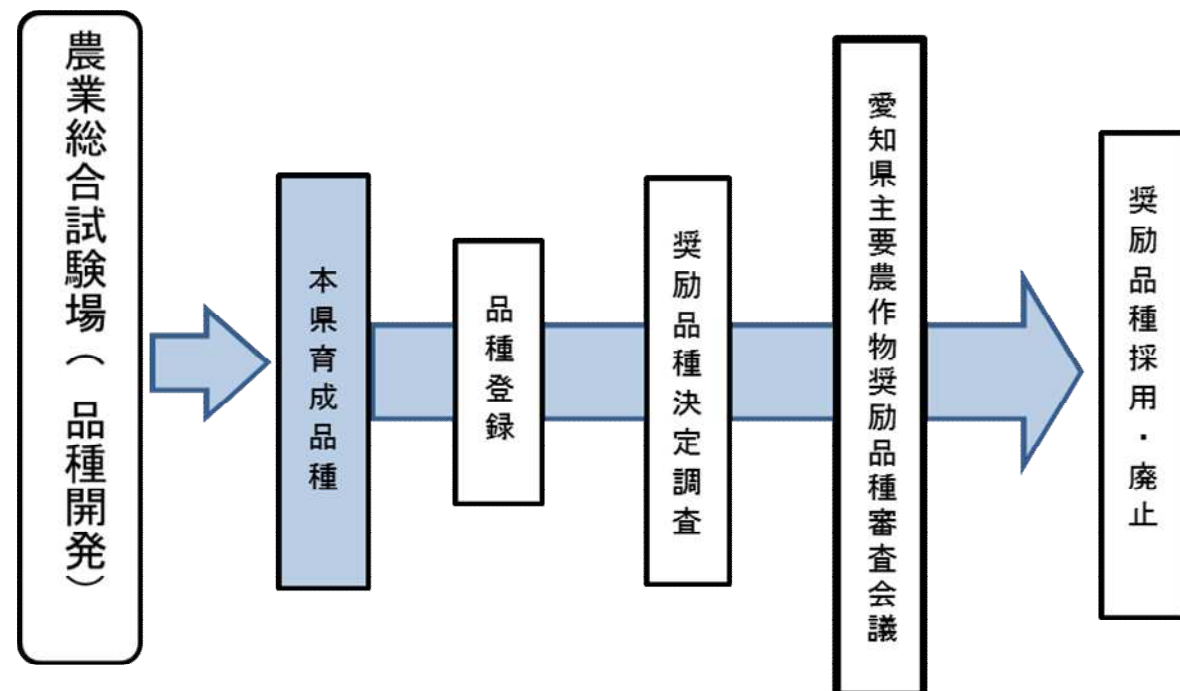 農業総合試験場（品種開発）
本県育成品種
品種登録
奨励品種決定調査
愛知県主要農作物奨励品種審査会議
奨励品種採用・廃止